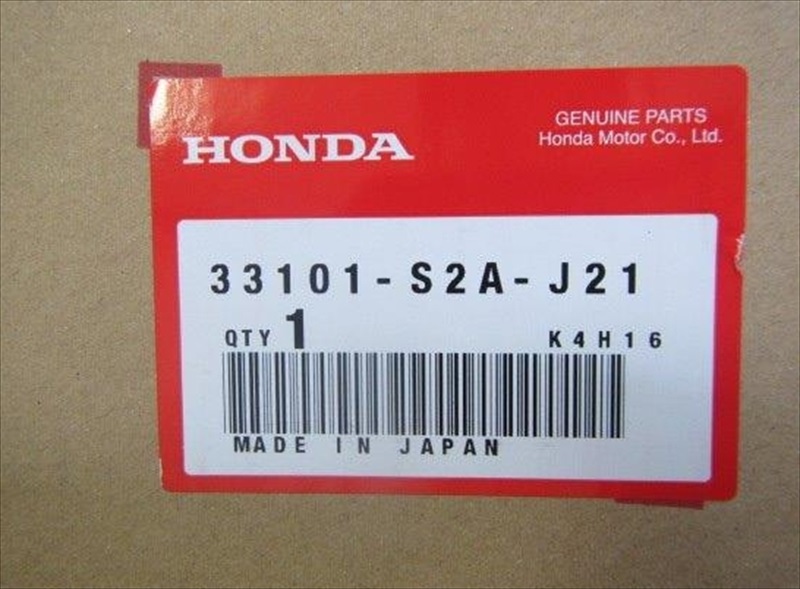 HONDA
GENUINE PARTS
Honda Motor Co., Ltd.
33101-S2A-J21
QTY 1 K4H16
MADE IN JAPAN